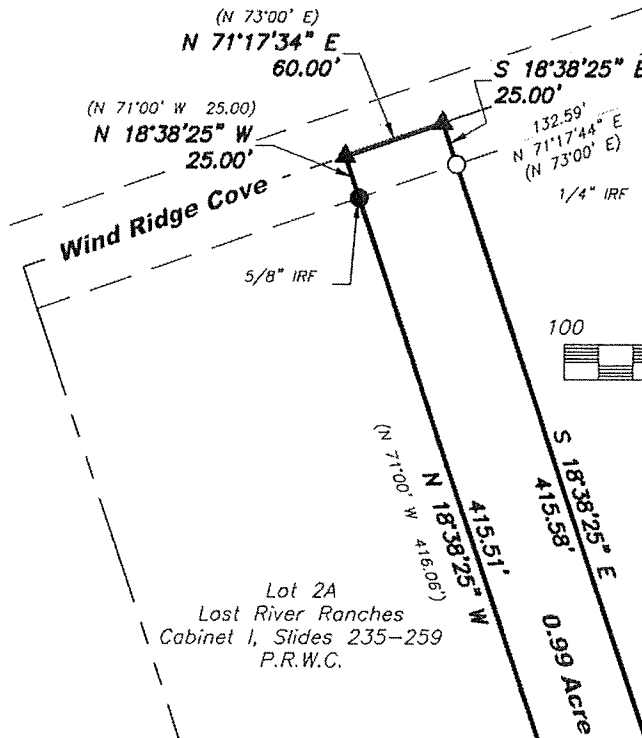 (N 73°00' E)
N 71°17'34" E
60.00'
S 18°38'25" E
25.00'
(N 71°00' W 25.00)
N 18°38'25" W
25.00'
132.59'
N 71°17'44" E
(N 73°00' E)
1/4" IRF
Wind Ridge Cove
5/8" IRF
100
S 18°38'25" E
415.58'
415.51'
N 18°38'25" W
(N 71°00' W 416.06')
Lot 2A
Lost River Ranches
Cabinet I, Slides 235-259
P.R.W.C.
0.99 Acre